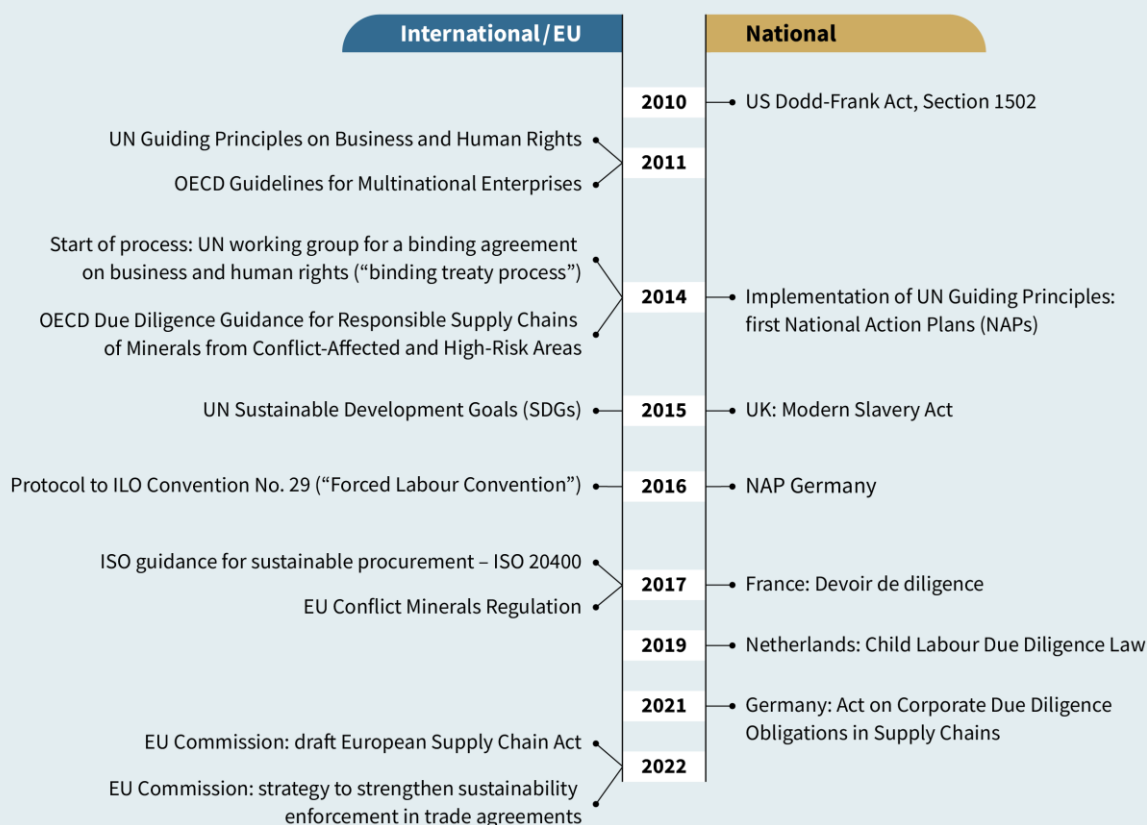 International/EU
National
2010
US Dodd-Frank Act, Section 1502
UN Guiding Principles on Business and Human Rights
OECD Guidelines for Multinational Enterprises
2011
Start of process: UN working group for a binding agreement
on business and human rights (“binding treaty process”)
OECD Due Diligence Guidance for Responsible Supply Chains
of Minerals from Conflict-Affected and High-Risk Areas
2014
Implementation of UN Guiding Principles:
first National Action Plans (NAPs)
UN Sustainable Development Goals (SDGs)
2015
UK: Modern Slavery Act
Protocol to ILO Convention No. 29 (“Forced Labour Convention”)
2016
NAP Germany
ISO guidance for sustainable procurement – ISO 20400
EU Conflict Minerals Regulation
2017
France: Devoir de diligence
2019
Netherlands: Child Labour Due Diligence Law
2021
Germany: Act on Corporate Due Diligence
Obligations in Supply Chains
EU Commission: draft European Supply Chain Act
EU Commission: strategy to strengthen sustainability
enforcement in trade agreements
2022